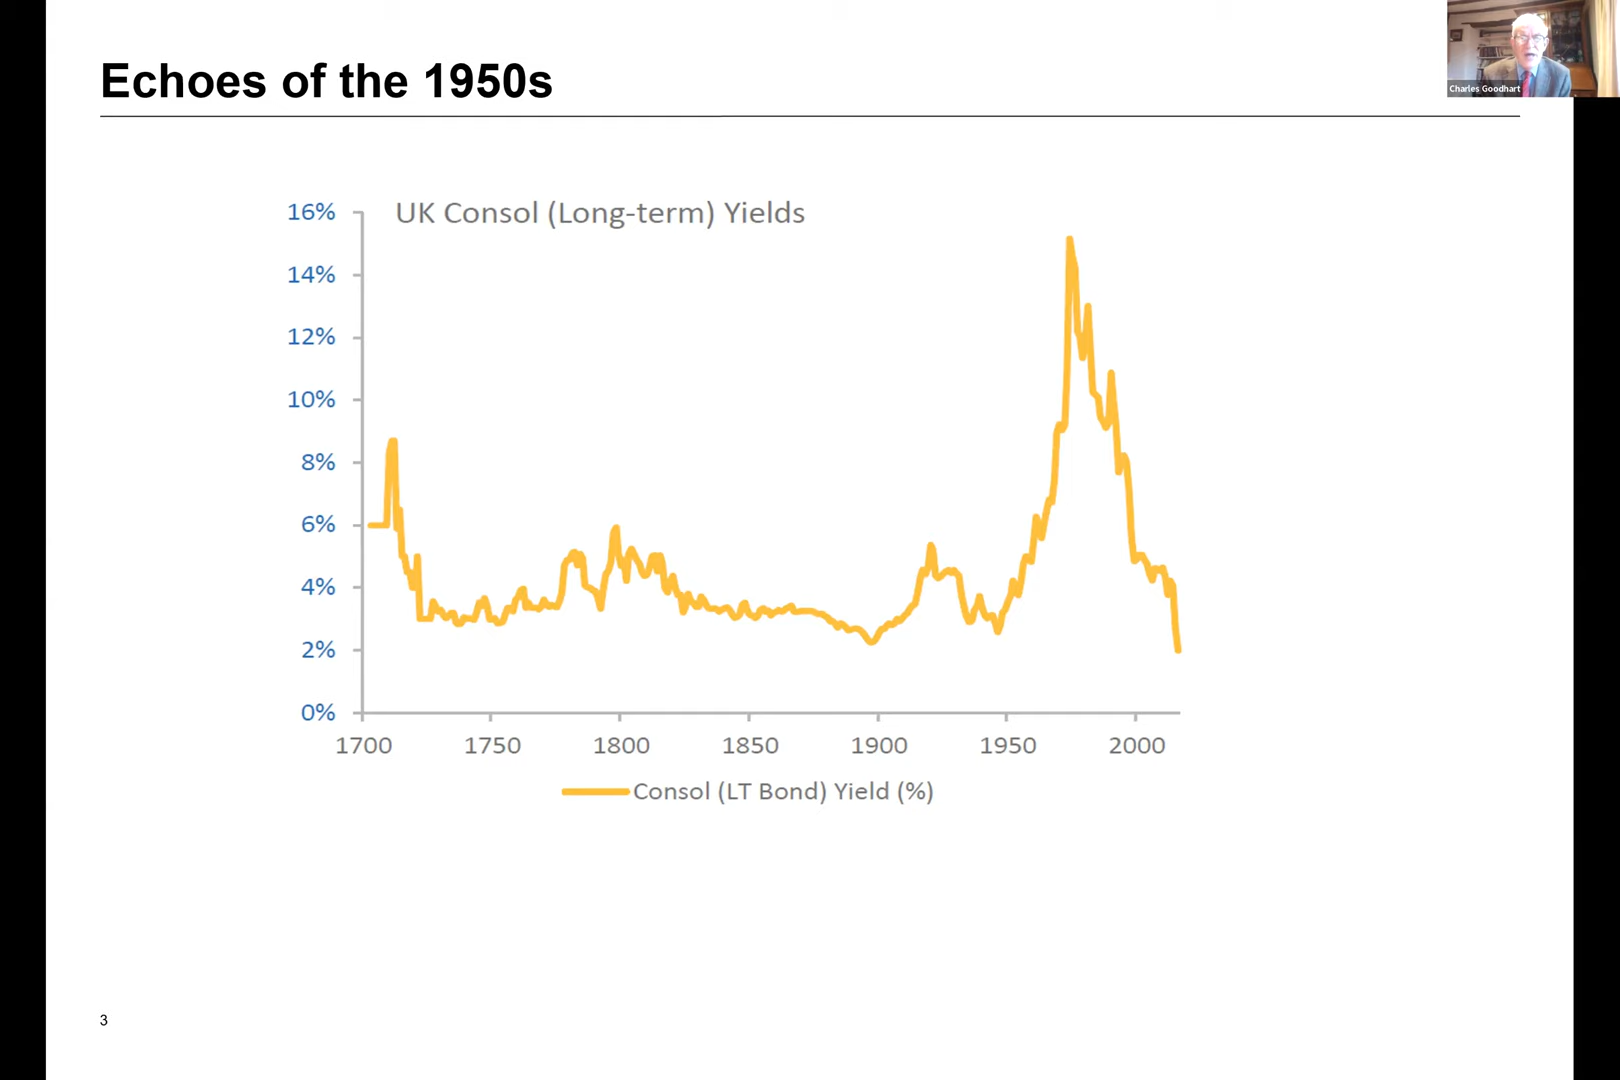 Echoes of the 1950s
Charles Goodhart
UK Consol (Long-term) Yields
16%
14%
12%
10%
8%
6%
4%
2%
0%
1700 1750 1800 1850 1900 1950 2000
Consol (LT Bond) Yield (%)
3